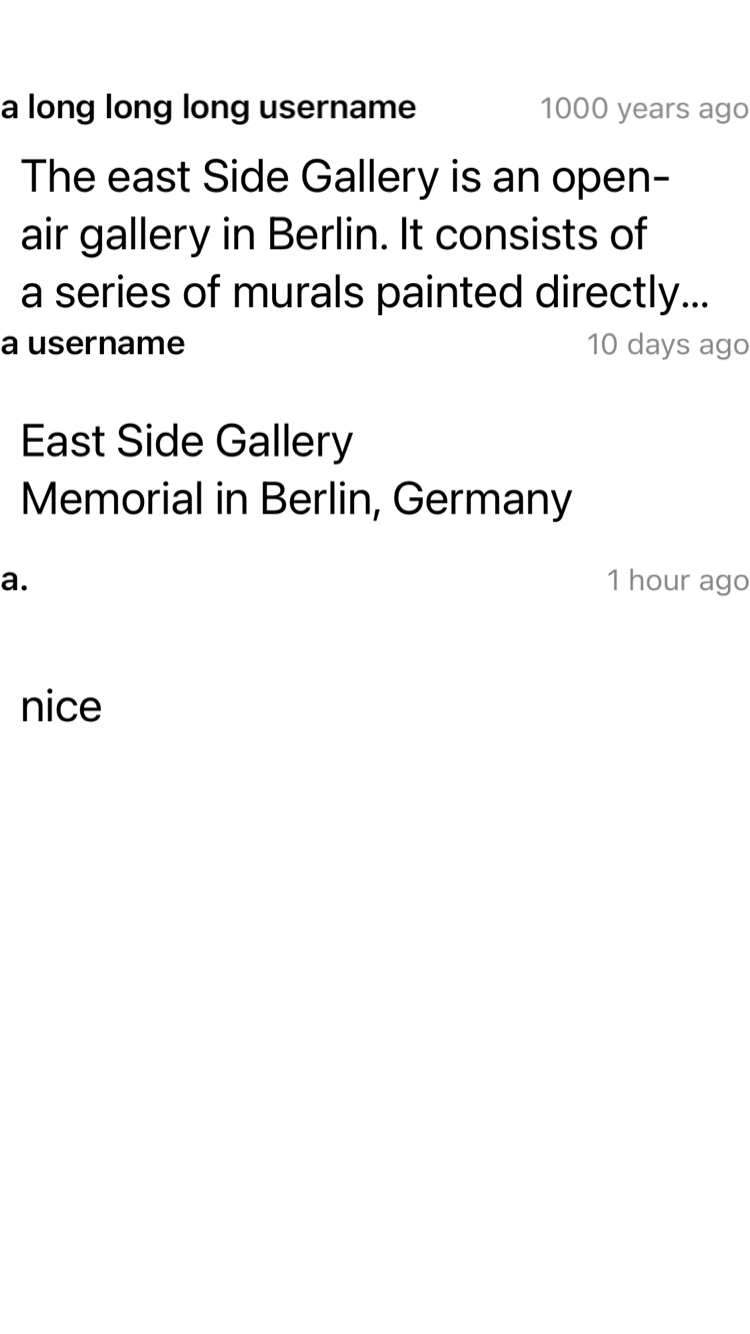 a long long long username 1000 years ago
The east Side Gallery is an open-
air gallery in Berlin. It consists of
a series of murals painted directly...
a username 10 days ago
East Side Gallery
Memorial in Berlin, Germany
a. 1 hour ago
nice